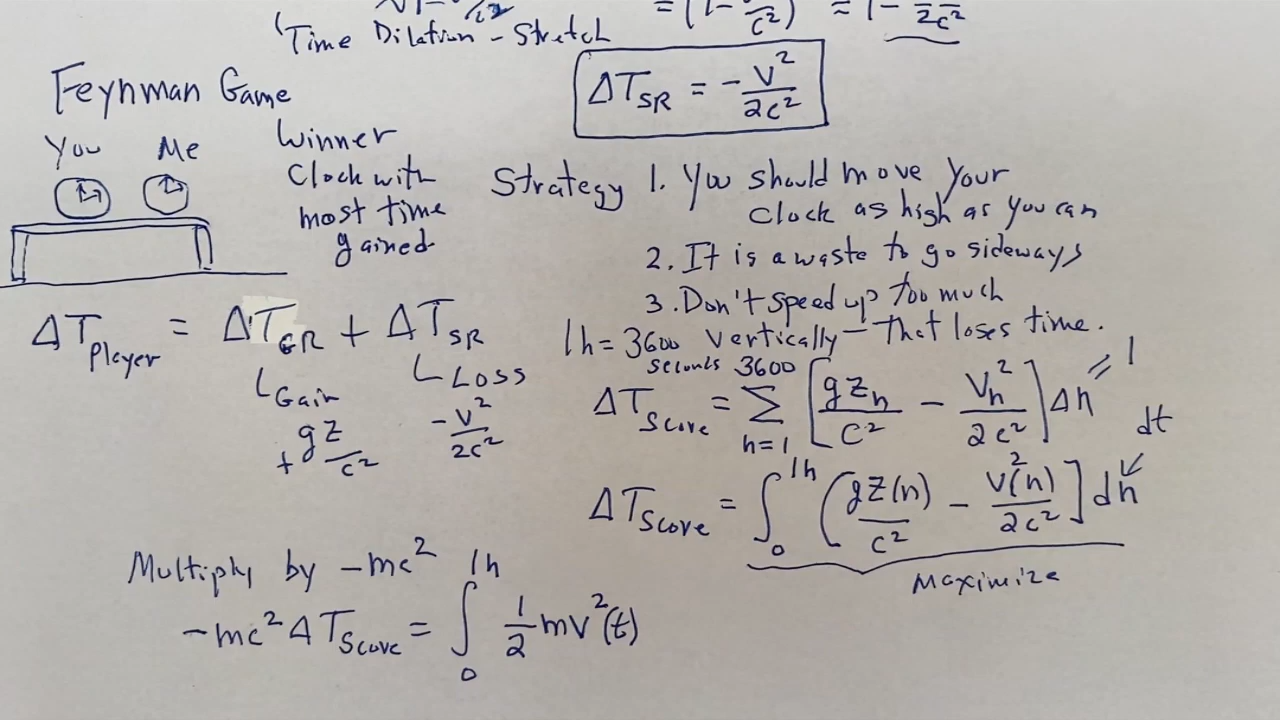 Time Dilation - Stretch
= (1 - /c²) ≈ 1 - /2c²
ΔT_SR = - v²/2c²
Feynman Game
You Me
Winner
Clock with
most time
gained
Strategy 1. You should move your
clock as high as you can
2. It is a waste to go sideways
3. Don't speed up too much
vertically - that loses time.
ΔT_Player = ΔT_GR + ΔT_SR
Gain
Loss
+ gz/c²
- v²/2c²
1h = 3600
seconds
ΔT_Score = Σ_{n=1}^{3600} [gz_n/c² - v_n²/2c²] Δn = 1
dt
ΔT_Score = ∫_0^{1h} (gz(n)/c² - v²(n)/2c²] dn
Maximize
Multiply by -mc²
-mc² ΔT_Score = ∫_0^{1h} 1/2 mv²(t)